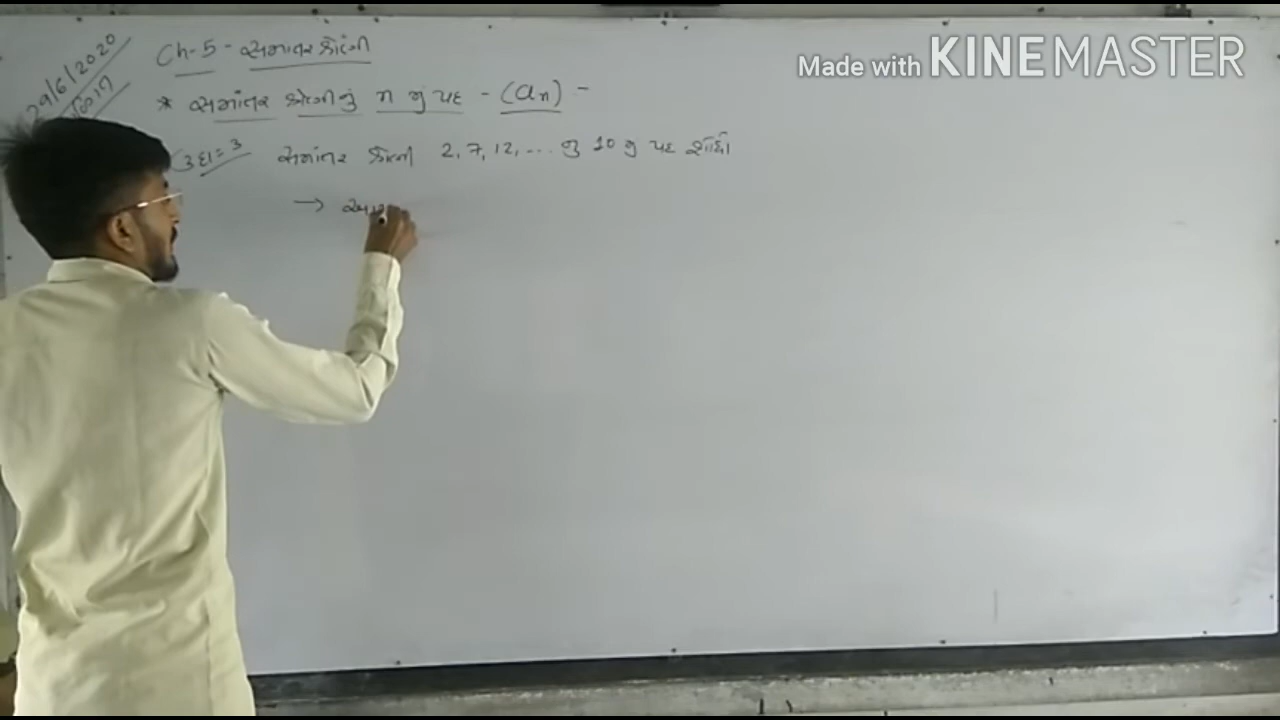 Made with KINEMASTER
29/6/2020
Ch-5 - સમાંતર શ્રેણી
* સમાંતર શ્રેણીનું n મું પદ - (an) -
ઉદા = 3 સમાંતર શ્રેણી 2, 7, 12, ... નુ 10 મુ પદ શોધો
→